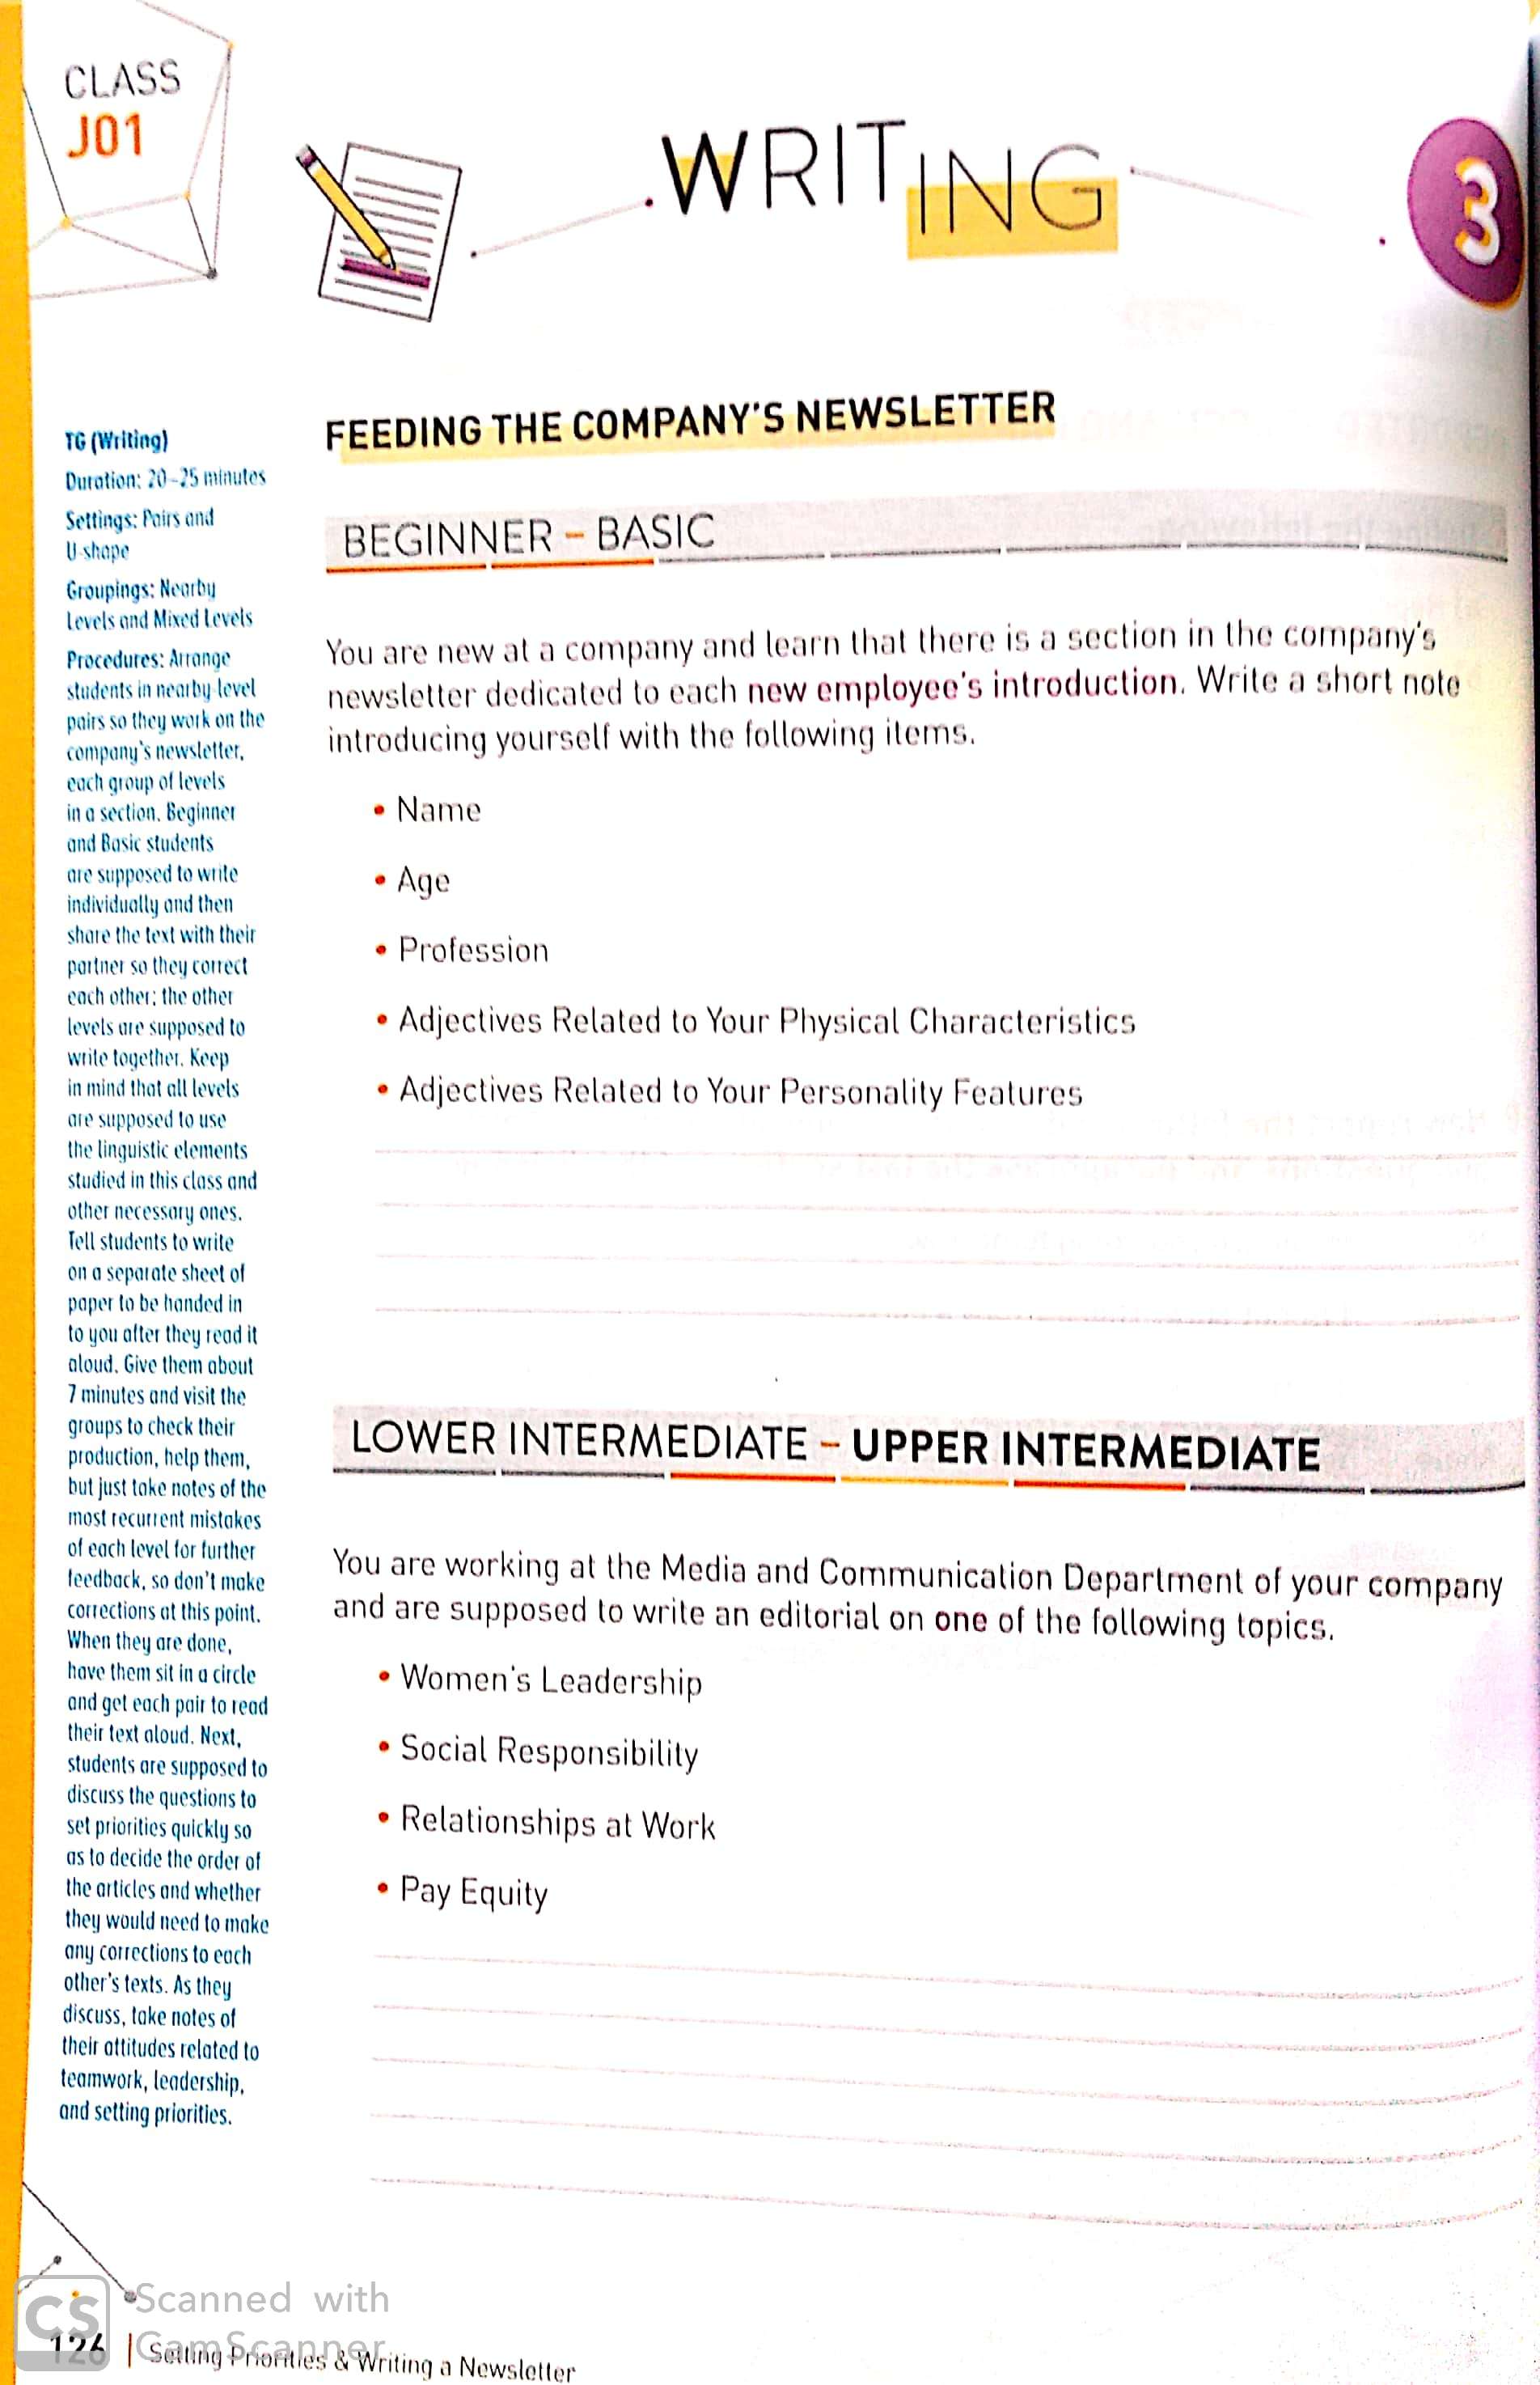 CLASS
J01
WRITING
3
TG (Writing)
Duration: 20-25 minutes
Settings: Pairs and
U-shape
Groupings: Nearby
Levels and Mixed Levels
Procedures: Arrange
students in nearby-level
pairs so they work on the
company's newsletter,
each group of levels
in a section. Beginner
and Basic students
are supposed to write
individually and then
share the text with their
partner so they correct
each other; the other
levels are supposed to
write together. Keep
in mind that all levels
are supposed to use
the linguistic elements
studied in this class and
other necessary ones.
Tell students to write
on a separate sheet of
paper to be handed in
to you after they read it
aloud. Give them about
7 minutes and visit the
groups to check their
production, help them,
but just take notes of the
most recurrent mistakes
of each level for further
feedback, so don't make
corrections at this point.
When they are done,
have them sit in a circle
and get each pair to read
their text aloud. Next,
students are supposed to
discuss the questions to
set priorities quickly so
as to decide the order of
the articles and whether
they would need to make
any corrections to each
other's texts. As they
discuss, take notes of
their attitudes related to
teamwork, leadership,
and setting priorities.
FEEDING THE COMPANY'S NEWSLETTER
BEGINNER – BASIC
You are new at a company and learn that there is a section in the company's
newsletter dedicated to each new employee's introduction. Write a short note
introducing yourself with the following items.
• Name
• Age
• Profession
• Adjectives Related to Your Physical Characteristics
• Adjectives Related to Your Personality Features
LOWER INTERMEDIATE – UPPER INTERMEDIATE
You are working at the Media and Communication Department of your company
and are supposed to write an editorial on one of the following topics.
• Women's Leadership
• Social Responsibility
• Relationships at Work
• Pay Equity
CS
Scanned with
CamScanner
126 | Setting Priorities & Writing a Newsletter